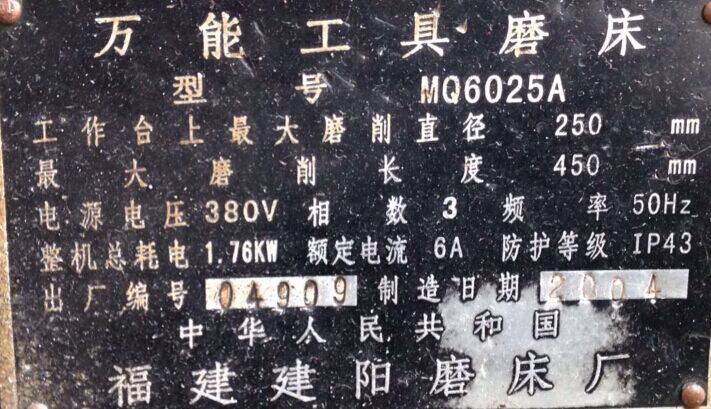 万能工具磨床
型号 MQ6025A
工作台上最大磨削直径 250 mm
最大磨削长度 450 mm
电源电压 380V 相数 3 频率 50Hz
整机总耗电 1.76KW 额定电流 6A 防护等级 IP43
出厂编号 04909 制造日期 2004
中华人民共和国
福建建阳磨床厂